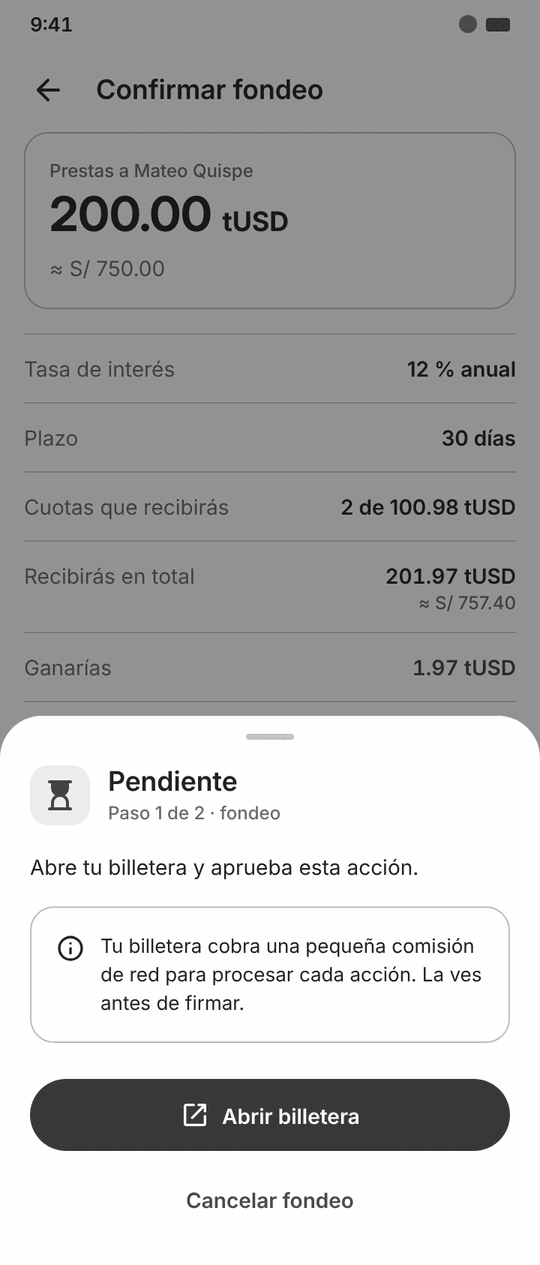 9:41
Confirmar fondeo
Prestas a Mateo Quispe
200.00 tUSD
≈ S/ 750.00
Tasa de interés 12 % anual
Plazo 30 días
Cuotas que recibirás 2 de 100.98 tUSD
Recibirás en total 201.97 tUSD
≈ S/ 757.40
Ganarías 1.97 tUSD
Pendiente
Paso 1 de 2 · fondeo
Abre tu billetera y aprueba esta acción.
Tu billetera cobra una pequeña comisión
de red para procesar cada acción. La ves
antes de firmar.
Abrir billetera
Cancelar fondeo